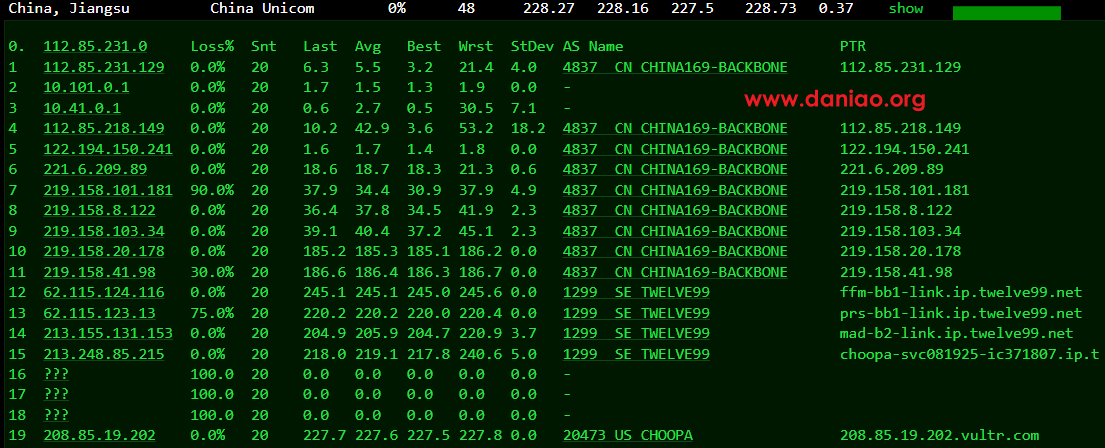 China, Jiangsu China Unicom 0% 48 228.27 228.16 227.5 228.73 0.37 show
0. 112.85.231.0 Loss% Snt Last Avg Best Wrst StDev AS Name PTR
1 112.85.231.129 0.0% 20 6.3 5.5 3.2 21.4 4.0 4837 CN CHINA169-BACKBONE 112.85.231.129
2 10.101.0.1 0.0% 20 1.7 1.5 1.3 1.9 0.0 -
www.daniao.org
3 10.41.0.1 0.0% 20 0.6 2.7 0.5 30.5 7.1 -
4 112.85.218.149 0.0% 20 10.2 42.9 3.6 53.2 18.2 4837 CN CHINA169-BACKBONE 112.85.218.149
5 122.194.150.241 0.0% 20 1.6 1.7 1.4 1.8 0.0 4837 CN CHINA169-BACKBONE 122.194.150.241
6 221.6.209.89 0.0% 20 18.6 18.7 18.3 21.3 0.6 4837 CN CHINA169-BACKBONE 221.6.209.89
7 219.158.101.181 90.0% 20 37.9 34.4 30.9 37.9 4.9 4837 CN CHINA169-BACKBONE 219.158.101.181
8 219.158.8.122 0.0% 20 36.4 37.8 34.5 41.9 2.3 4837 CN CHINA169-BACKBONE 219.158.8.122
9 219.158.103.34 0.0% 20 39.1 40.4 37.2 45.1 2.3 4837 CN CHINA169-BACKBONE 219.158.103.34
10 219.158.20.178 0.0% 20 185.2 185.3 185.1 186.2 0.0 4837 CN CHINA169-BACKBONE 219.158.20.178
11 219.158.41.98 30.0% 20 186.6 186.4 186.3 186.7 0.0 4837 CN CHINA169-BACKBONE 219.158.41.98
12 62.115.124.116 0.0% 20 245.1 245.1 245.0 245.6 0.0 1299 SE TWELVE99 ffm-bb1-link.ip.twelve99.net
13 62.115.123.13 75.0% 20 220.2 220.2 220.0 220.4 0.0 1299 SE TWELVE99 prs-bb1-link.ip.twelve99.net
14 213.155.131.153 0.0% 20 204.9 205.9 204.7 220.9 3.7 1299 SE TWELVE99 mad-b2-link.ip.twelve99.net
15 213.248.85.215 0.0% 20 218.0 219.1 217.8 240.6 5.0 1299 SE TWELVE99 choopa-svc081925-ic371807.ip.t
16 ??? 100.0 20 0.0 0.0 0.0 0.0 0.0 -
17 ??? 100.0 20 0.0 0.0 0.0 0.0 0.0 -
18 ??? 100.0 20 0.0 0.0 0.0 0.0 0.0 -
19 208.85.19.202 0.0% 20 227.7 227.6 227.5 227.8 0.0 20473 US CHOOPA 208.85.19.202.vultr.com